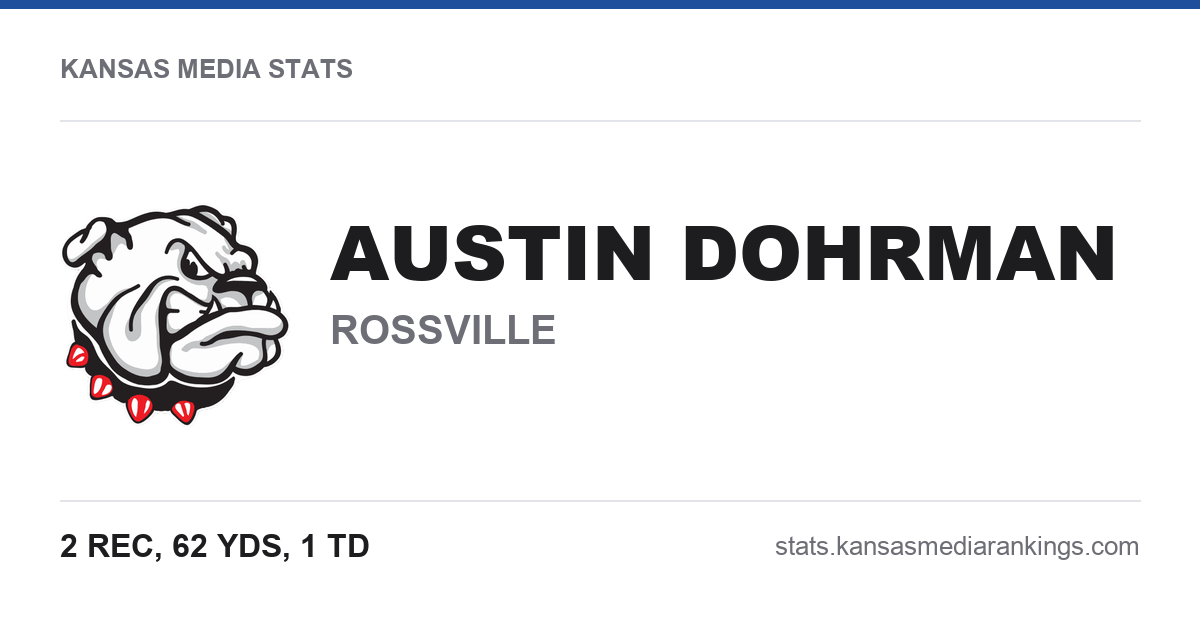 KANSAS MEDIA STATS
AUSTIN DOHRMAN
ROSSVILLE
2 REC, 62 YDS, 1 TD
stats.kansasmediarankings.com